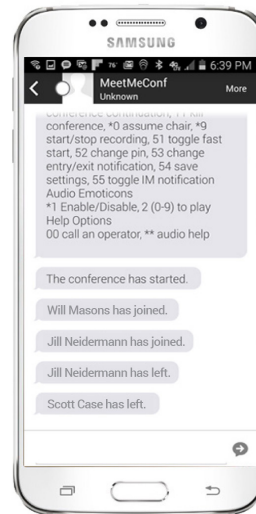 SAMSUNG
6:39 PM
MeetMeConf
More
Unknown
conference, *0 assume chair, *9
start/stop recording, 51 toggle fast
start, 52 change pin, 53 change
entry/exit notification, 54 save
settings, 55 toggle IM notification
Audio Emoticons
*1 Enable/Disable, 2 (0-9) to play
Help Options
00 call an operator, ** audio help
The conference has started.
Will Masons has joined.
Jill Neidermann has joined.
Jill Neidermann has left.
Scott Case has left.